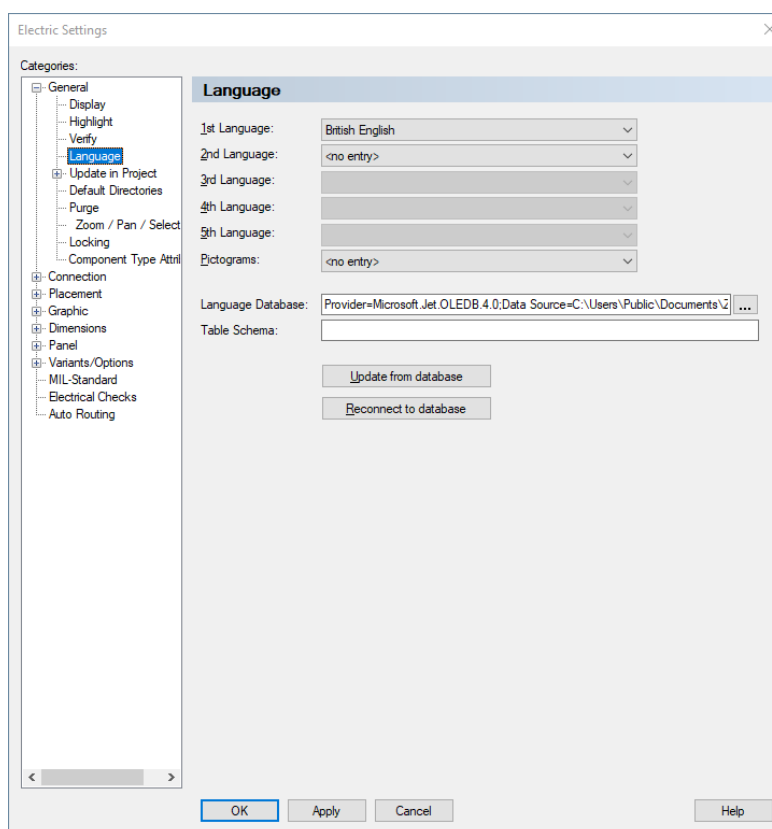 Electric Settings
Categories:
General
Display
Highlight
Verify
Language
Update in Project
Default Directories
Purge
Zoom / Pan / Select
Locking
Component Type Attri
Connection
Placement
Graphic
Dimensions
Panel
Variants/Options
MIL-Standard
Electrical Checks
Auto Routing
Language
1st Language: British English
2nd Language: <no entry>
3rd Language:
4th Language:
5th Language:
Pictograms: <no entry>
Language Database: Provider=Microsoft.Jet.OLEDB.4.0;Data Source=C:\Users\Public\Documents\Z ...
Table Schema:
Update from database
Reconnect to database
OK Apply Cancel Help